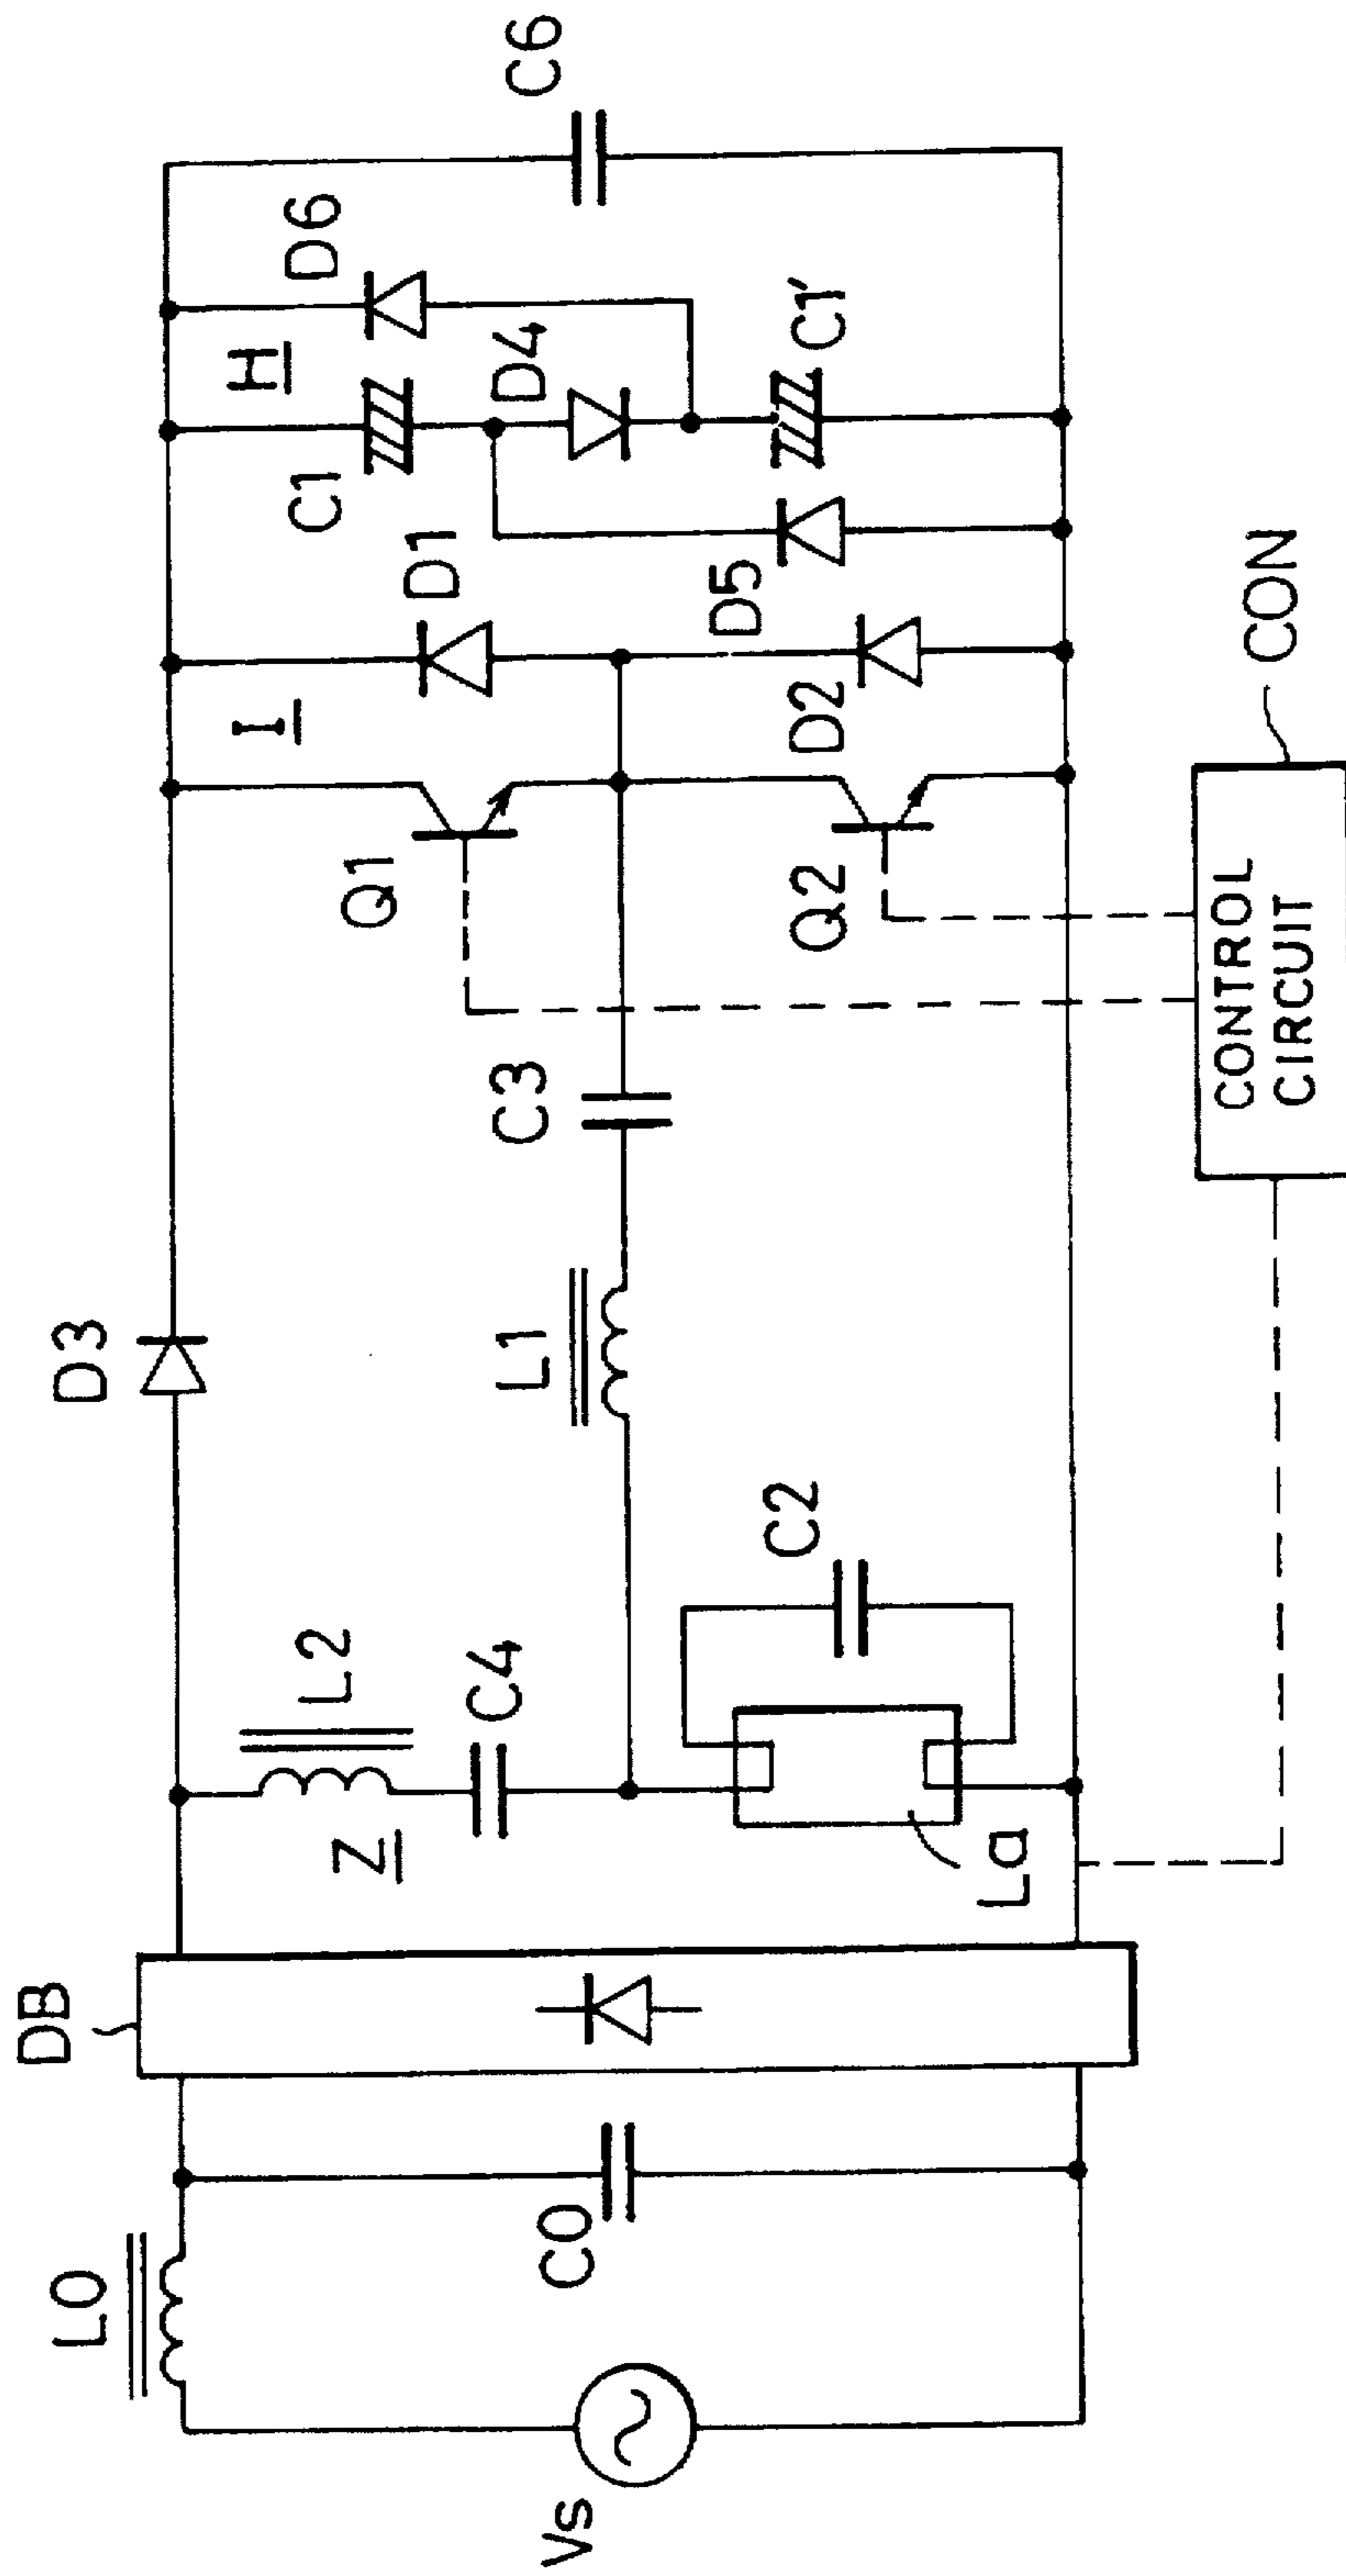 Vs
L0
C0
DB
Z
L2
C4
La
C2
D3
L1
C3
Q1
Q2
I
D1
D2
D5
C1
H
D4
D6
C1'
C6
CON
CONTROL
CIRCUIT